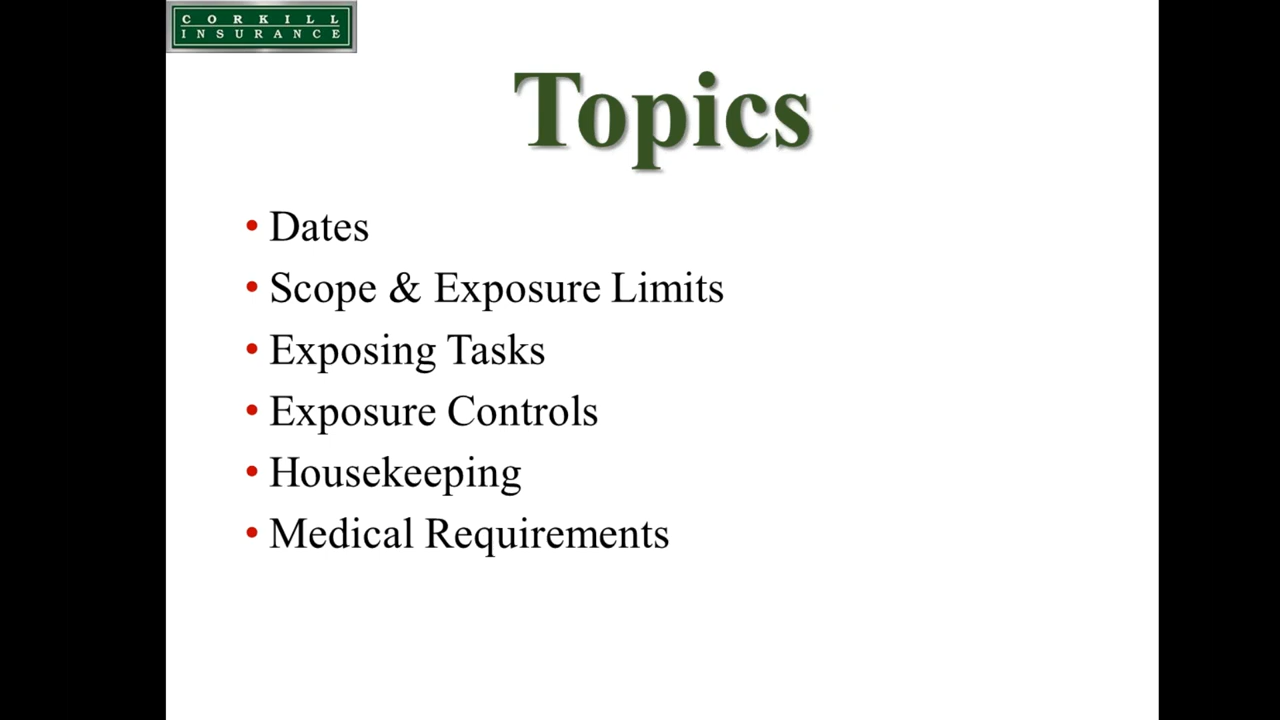 CORKILL
INSURANCE
Topics
• Dates
• Scope & Exposure Limits
• Exposing Tasks
• Exposure Controls
• Housekeeping
• Medical Requirements